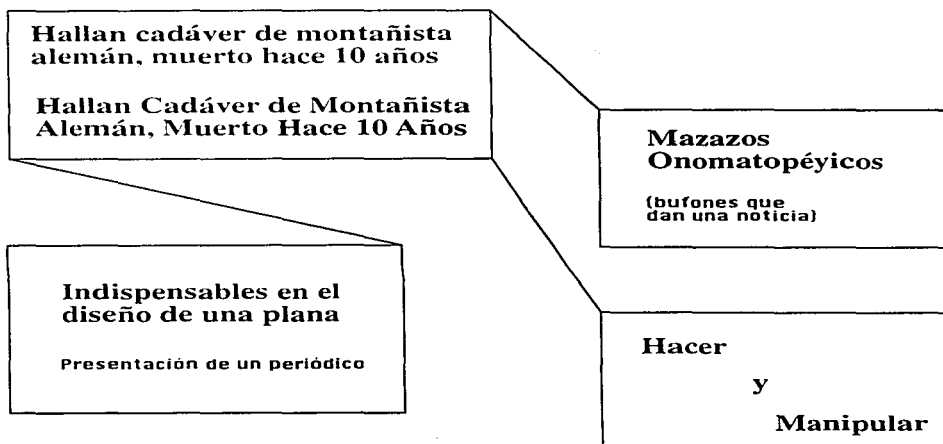 Hallan cadáver de montañista
alemán, muerto hace 10 años
Hallan Cadáver de Montañista
Alemán, Muerto Hace 10 Años
Mazazos
Onomatopéyicos
(bufones que
dan una noticia)
Indispensables en el
diseño de una plana
Presentación de un periódico
Hacer
y
Manipular